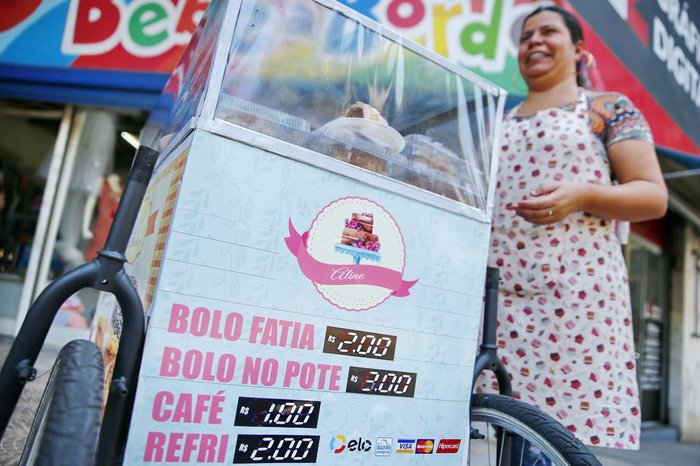 Aline
BOLO FATIA R$ 2.00
BOLO NO POTE R$ 3.00
CAFÉ R$ 1.00
REFRI R$ 2.00
elo VISA MasterCard Hipercard